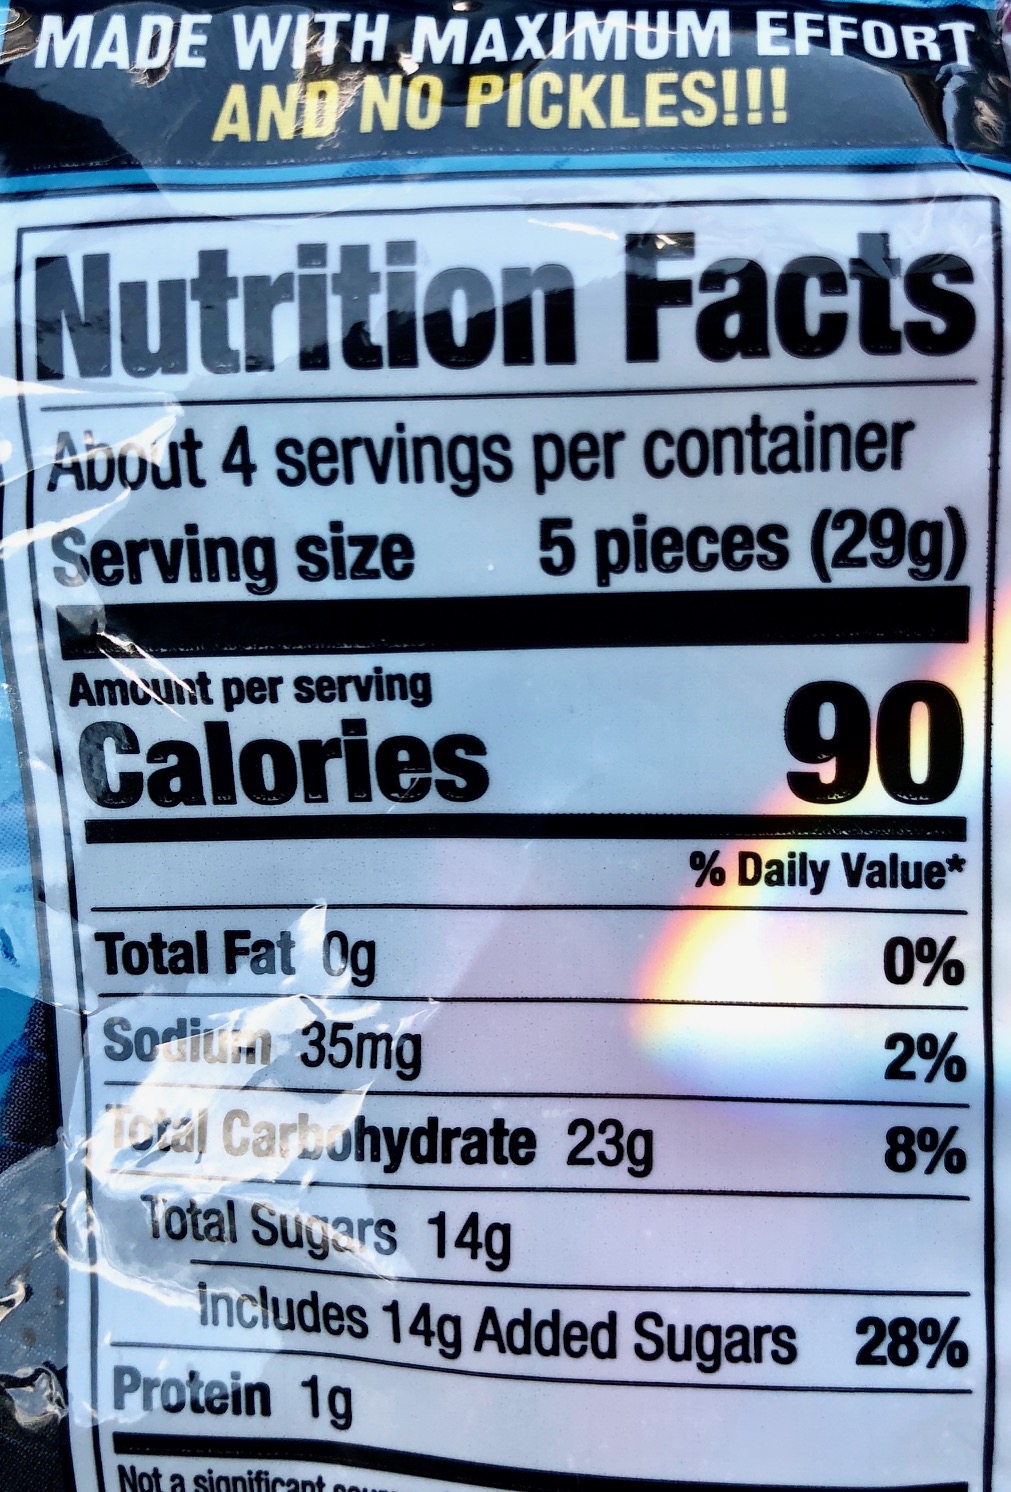 MADE WITH MAXIMUM EFFORT
AND NO PICKLES!!!
Nutrition Facts
About 4 servings per container
Serving size 5 pieces (29g)
Amount per serving
Calories 90
% Daily Value*
Total Fat 0g 0%
Sodium 35mg 2%
Total Carbohydrate 23g 8%
Total Sugars 14g
Includes 14g Added Sugars 28%
Protein 1g
Not a significant